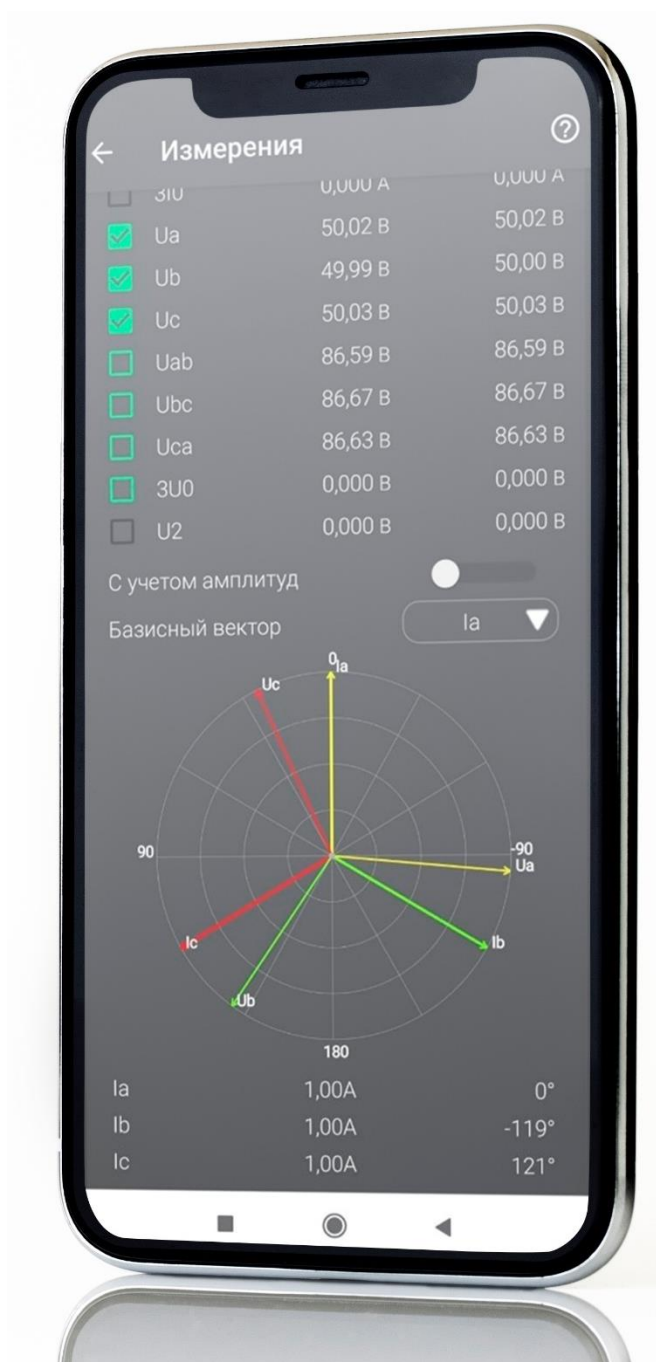 Измерения ?
3I0 0,000 A 0,000 A
Ua 50,02 В 50,02 В
Ub 49,99 В 50,00 В
Uc 50,03 В 50,03 В
Uab 86,59 В 86,59 В
Ubc 86,67 В 86,67 В
Uca 86,63 В 86,63 В
3U0 0,000 В 0,000 В
U2 0,000 В 0,000 В
С учетом амплитуд
Базисный вектор Ia
0 Ia
Uc
90
-90
Ua
Ic
Ib
Ub
180
Ia 1,00A 0°
Ib 1,00A -119°
Ic 1,00A 121°